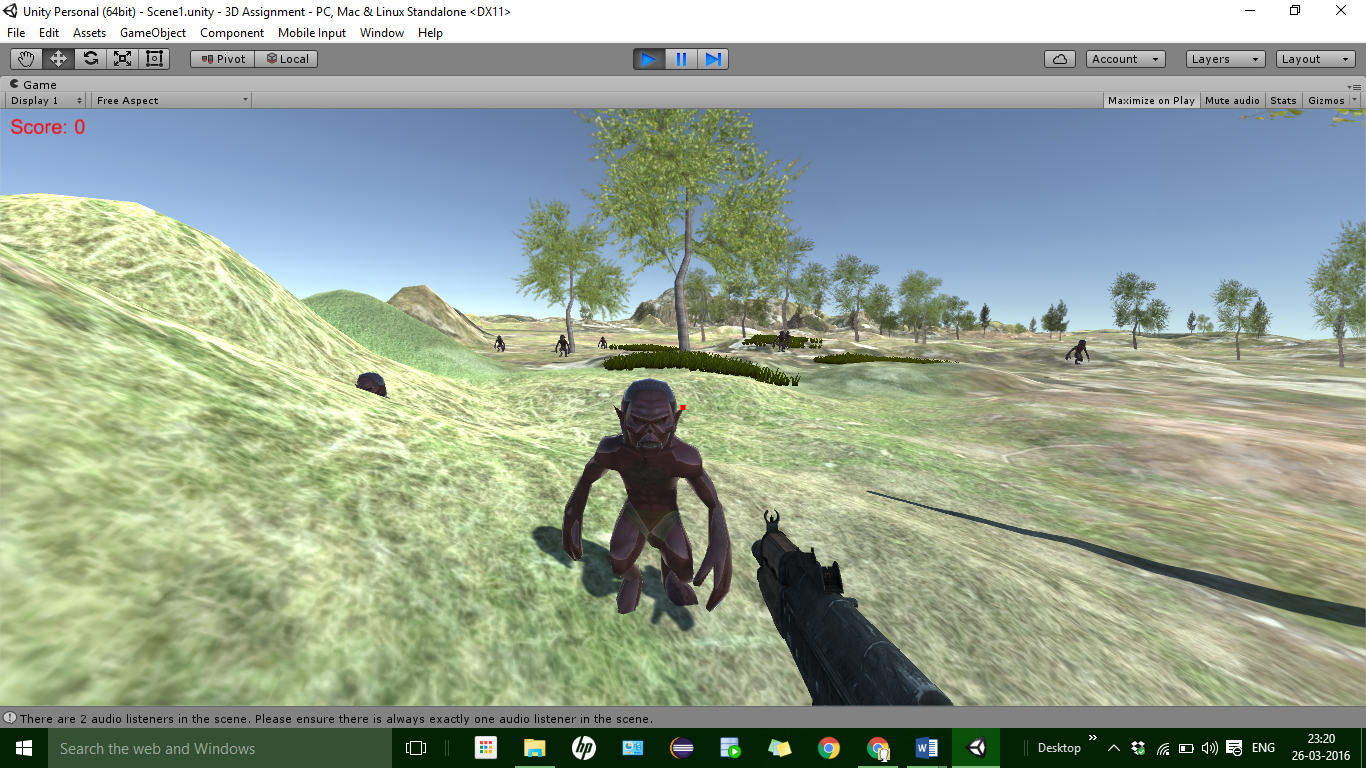 Unity Personal (64bit) - Scene1.unity - 3D Assignment - PC, Mac & Linux Standalone <DX11>
File Edit Assets GameObject Component Mobile Input Window Help
Pivot Local Account Layers Layout
Game
Display 1 Free Aspect Maximize on Play Mute audio Stats Gizmos
Score: 0
There are 2 audio listeners in the scene. Please ensure there is always exactly one audio listener in the scene.
Search the web and Windows
hp
W
Desktop
ENG
23:20
26-03-2016